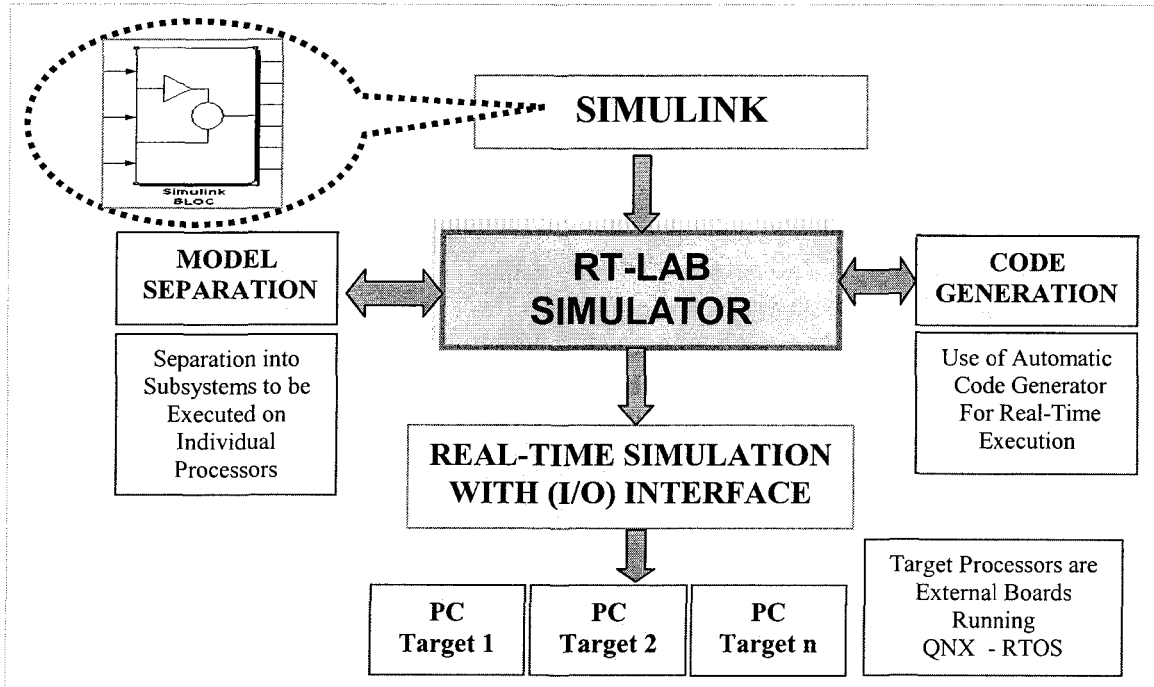 Simulink
BLOC
SIMULINK
MODEL
SEPARATION
RT-LAB
SIMULATOR
CODE
GENERATION
Separation into
Subsystems to be
Executed on
Individual
Processors
Use of Automatic
Code Generator
For Real-Time
Execution
REAL-TIME SIMULATION
WITH (I/O) INTERFACE
PC
Target 1
PC
Target 2
PC
Target n
Target Processors are
External Boards
Running
QNX - RTOS